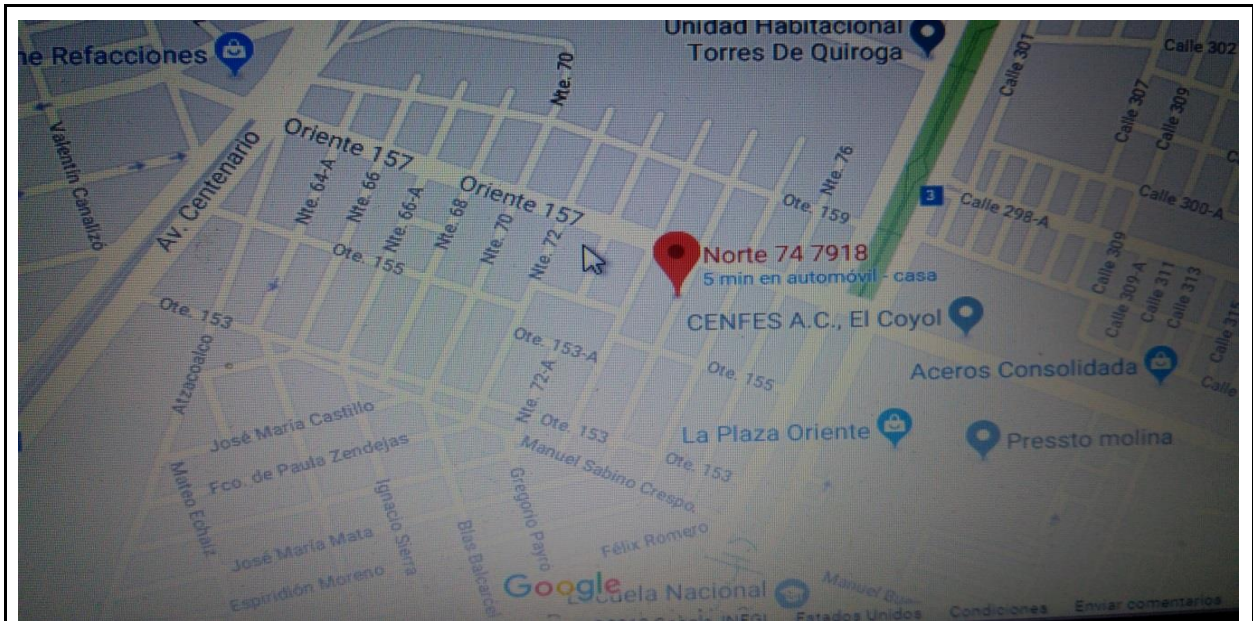 Unidad Habitacional
Torres De Quiroga
Refacciones
Nte. 70
Calle 301
Calle 302
Calle 307
Calle 309
Valentín Canalizó
Av. Centenario
Oriente 157
Nte. 64-A
Nte. 66
Nte. 66-A
Oriente 157
Nte. 68
Nte. 70
Nte. 72
Nte. 76
Ote. 159
3
Calle 298-A
Calle 300-A
Ote. 155
Norte 74 7918
5 min en automóvil - casa
Calle 309
Calle 309-A
Calle 311
Calle 313
Calle
Ote. 153
CENFES A.C., El Coyol
Atzacoalco
Ote. 153-A
Nte. 72-A
Ote. 155
Aceros Consolidada
Calle
José María Castillo
Ote. 153
La Plaza Oriente
Pressto molina
Fco. de Paula Zendejas
Manuel Sabino Crespo
Ote. 153
Mateo Echaiz
Ignacio Sierra
Gregorio Payró
José María Mata
Blas Balcarcel
Félix Romero
Espiridión Moreno
Google
Nacional
Manuel
Estados Unidos
Condiciones
Enviar comentarios